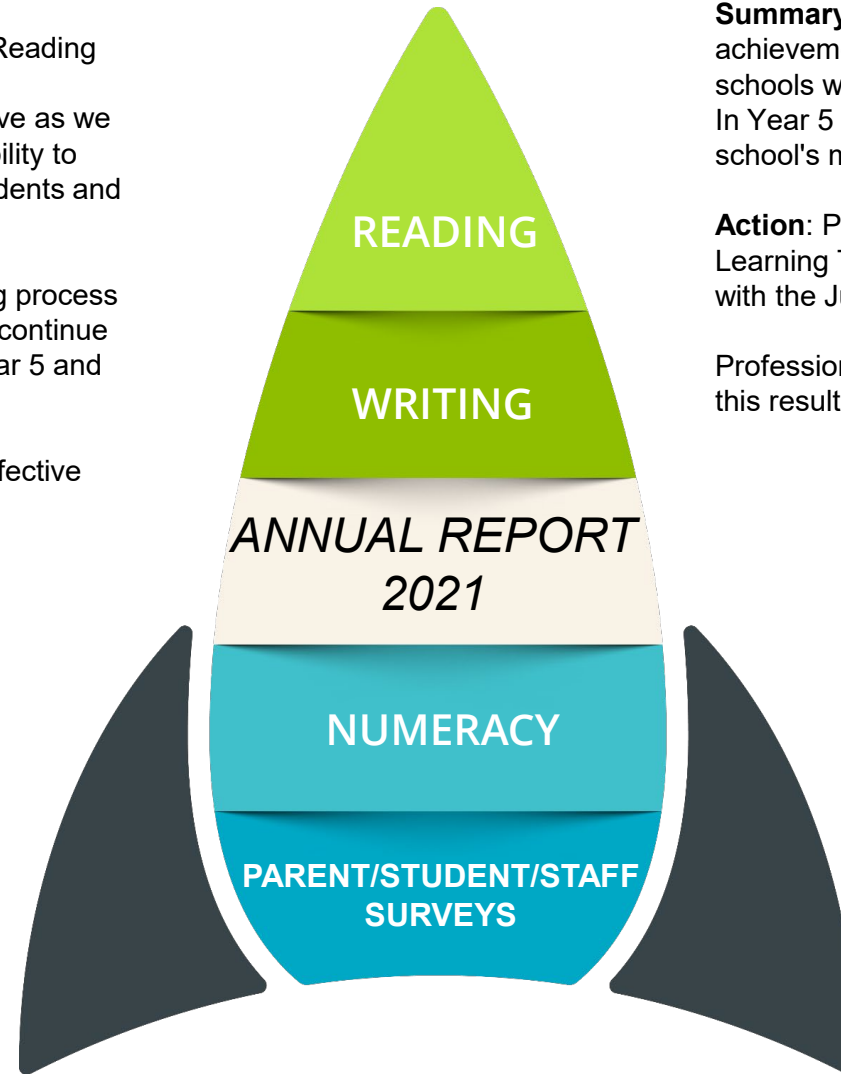 Reading
ve as we
ility to
dents and
g process
continue
ar 5 and
fective
READING
WRITING
ANNUAL REPORT
2021
NUMERACY
PARENT/STUDENT/STAFF
SURVEYS
Summary
achievem
schools w
In Year 5
school's m
Action: P
Learning T
with the Ju
Profession
this result